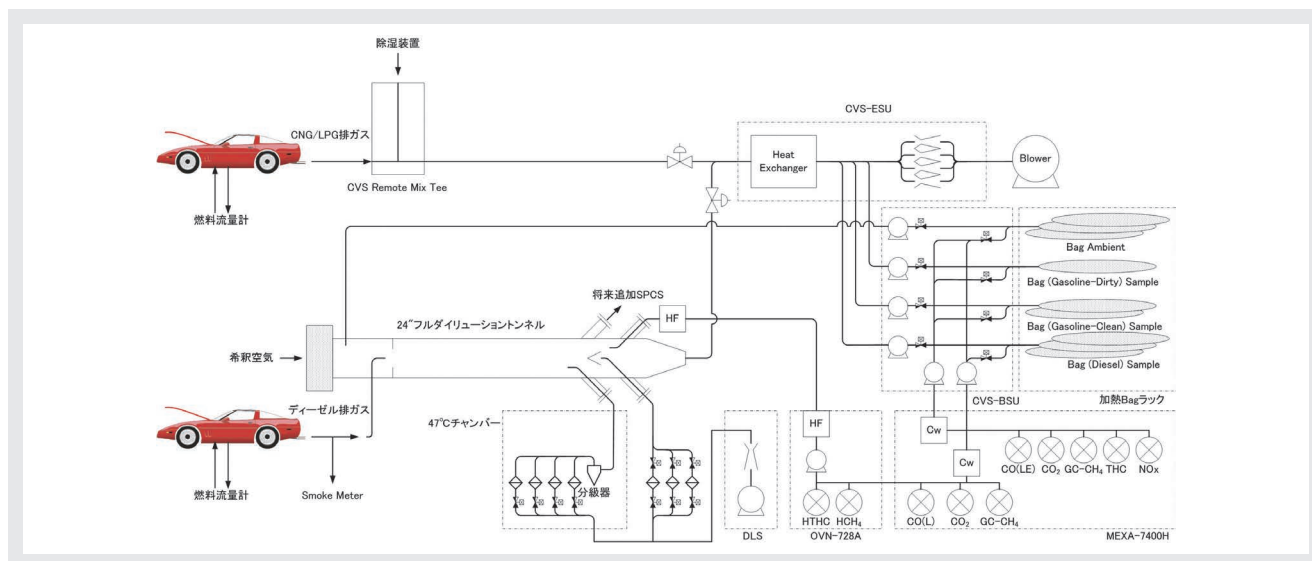 除湿装置
CNG/LPG排ガス
CVS Remote Mix Tee
燃料流量計
CVS-ESU
Heat
Exchanger
Blower
Bag Ambient
Bag (Gasoline-Dirty) Sample
Bag (Gasoline-Clean) Sample
Bag (Diesel) Sample
CVS-BSU
加熱Bagラック
将来追加SPCS
24"フルダイリューショントンネル
HF
希釈空気
ディーゼル排ガス
燃料流量計
Smoke Meter
47℃チャンバー
分級器
DLS
HF
HTHC
HCH₄
OVN-728A
Cw
Cw
CO(LE)
CO₂
GC-CH₄
THC
NOx
CO(L)
CO₂
GC-CH₄
MEXA-7400H